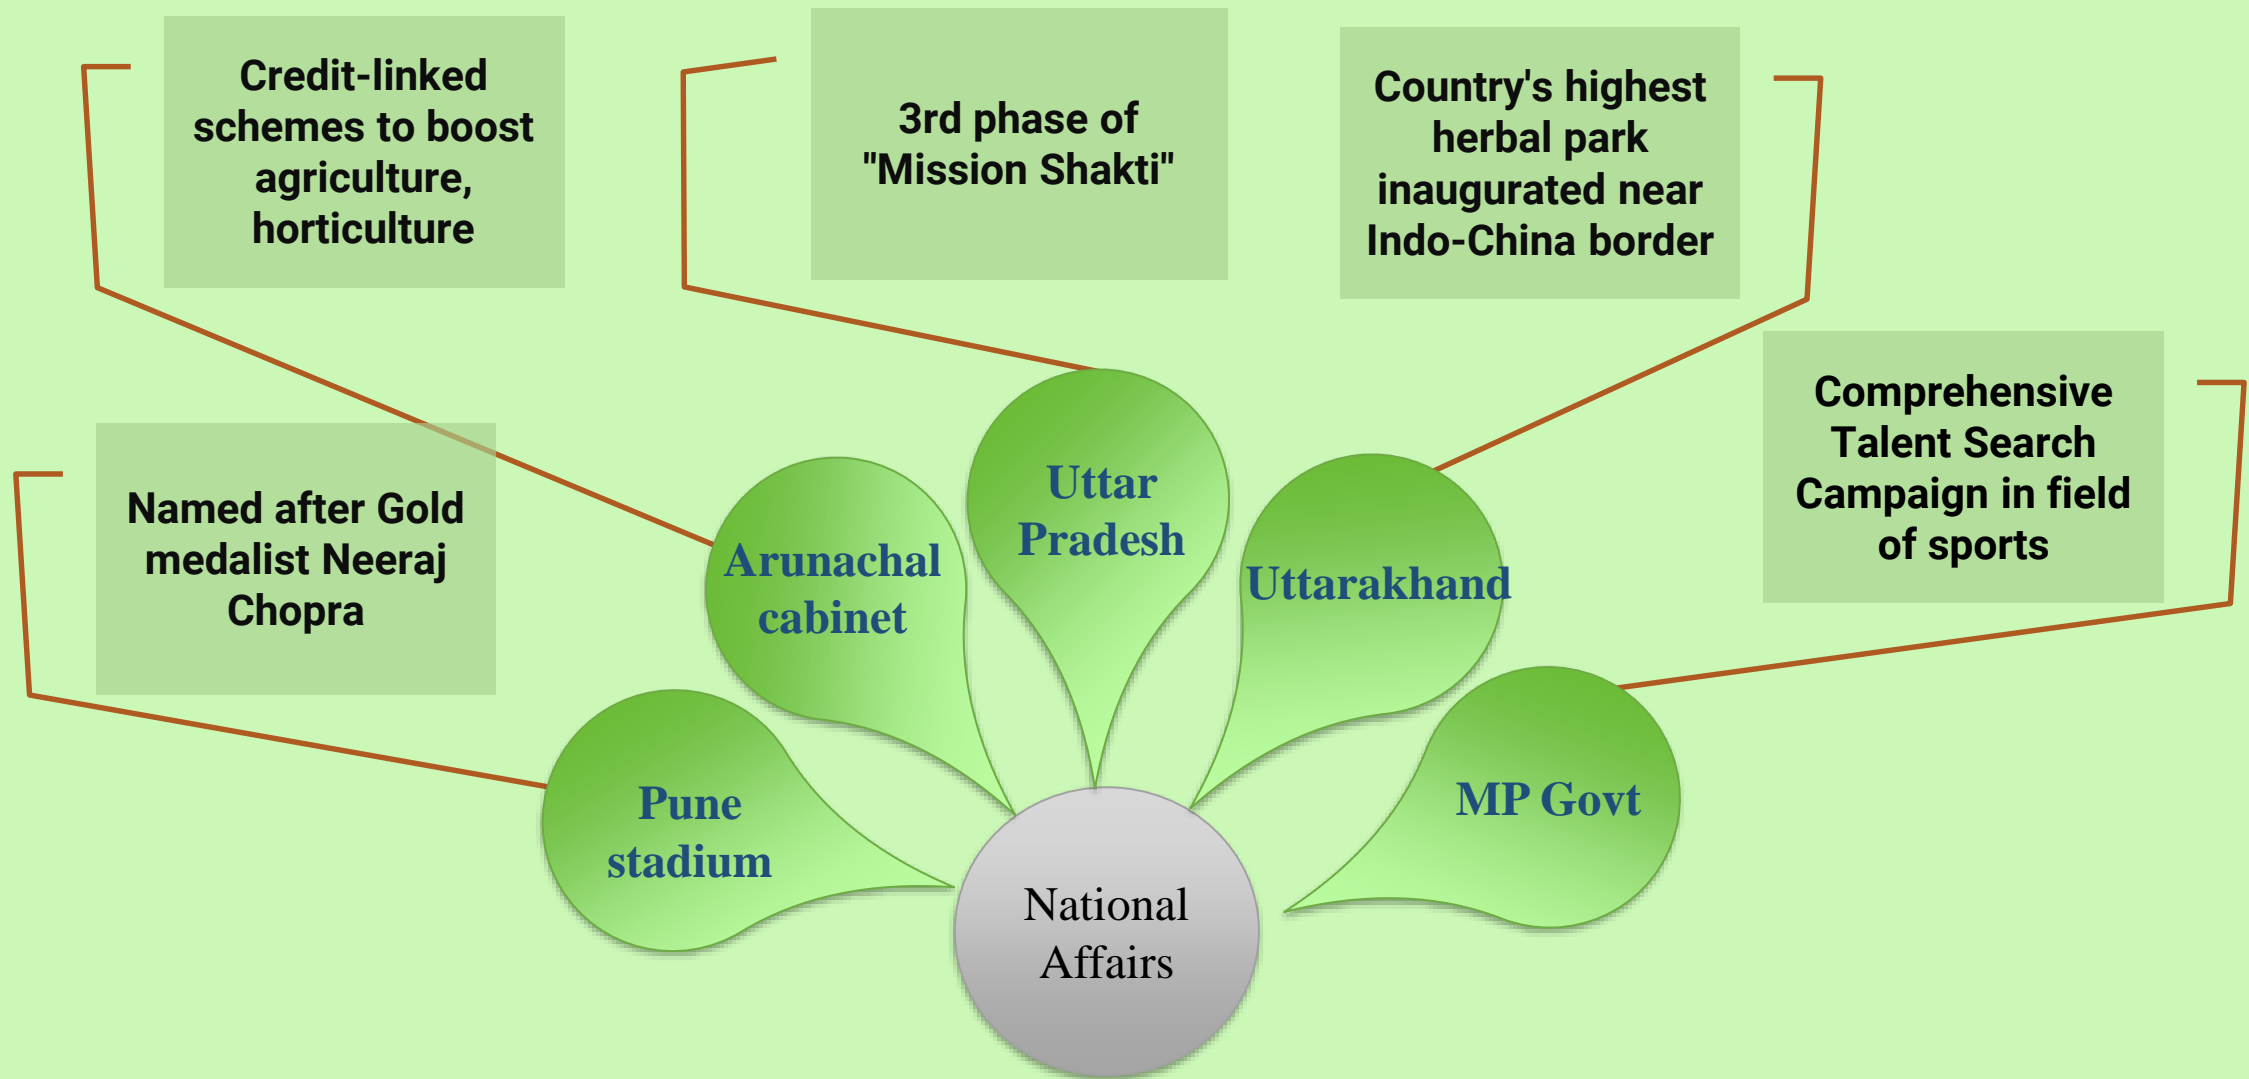 Credit-linked
schemes to boost
agriculture,
horticulture
3rd phase of
"Mission Shakti"
Country's highest
herbal park
inaugurated near
Indo-China border
Comprehensive
Talent Search
Campaign in field
of sports
Named after Gold
medalist Neeraj
Chopra
Uttar
Pradesh
Arunachal
cabinet
Uttarakhand
Pune
stadium
MP Govt
National
Affairs